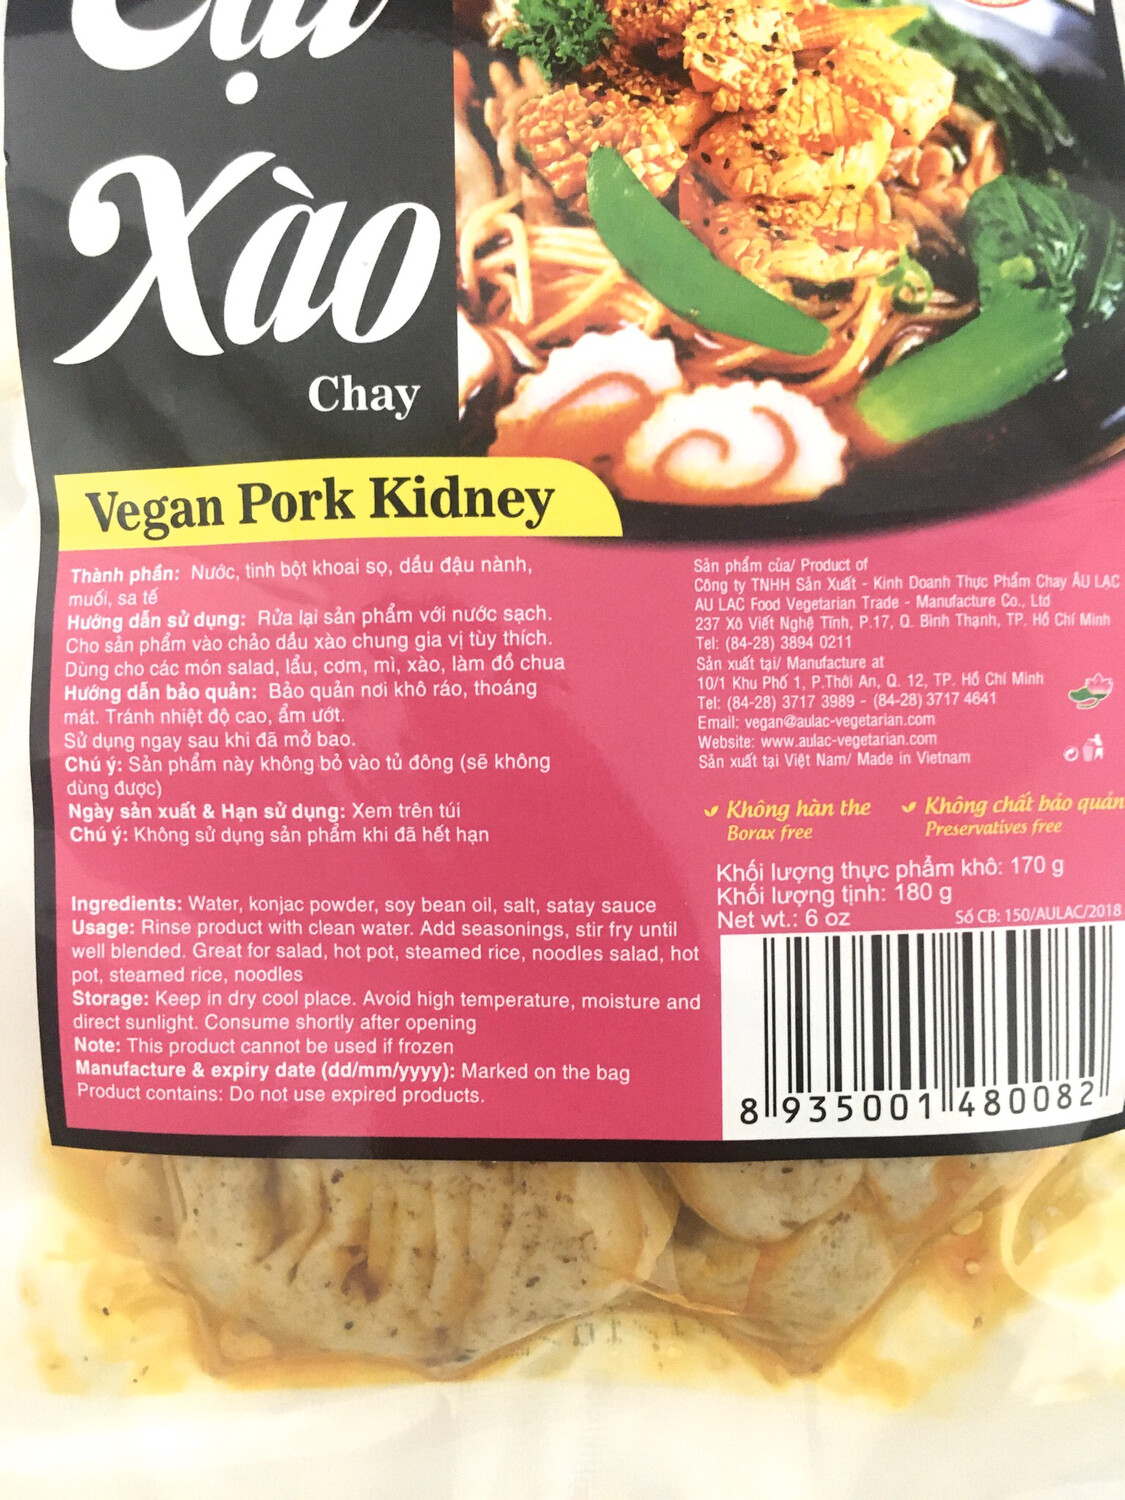 Xào
Chay
Vegan Pork Kidney
Thành phần: Nước, tinh bột khoai sọ, dầu đậu nành,
muối, sa tế
Hướng dẫn sử dụng: Rửa lại sản phẩm với nước sạch.
Cho sản phẩm vào chảo dầu xào chung gia vị tùy thích.
Dùng cho các món salad, lẩu, cơm, mì, xào, làm đồ chua
Hướng dẫn bảo quản: Bảo quản nơi khô ráo, thoáng
mát. Tránh nhiệt độ cao, ẩm ướt.
Sử dụng ngay sau khi đã mở bao.
Chú ý: Sản phẩm này không bỏ vào tủ đông (sẽ không
dùng được)
Ngày sản xuất & Hạn sử dụng: Xem trên túi
Chú ý: Không sử dụng sản phẩm khi đã hết hạn
Ingredients: Water, konjac powder, soy bean oil, salt, satay sauce
Usage: Rinse product with clean water. Add seasonings, stir fry until
well blended. Great for salad, hot pot, steamed rice, noodles salad, hot
pot, steamed rice, noodles
Storage: Keep in dry cool place. Avoid high temperature, moisture and
direct sunlight. Consume shortly after opening
Note: This product cannot be used if frozen
Manufacture & expiry date (dd/mm/yyyy): Marked on the bag
Product contains: Do not use expired products.
Sản phẩm của/ Product of
Công ty TNHH Sản Xuất - Kinh Doanh Thực Phẩm Chay ÂU LẠC
AU LAC Food Vegetarian Trade - Manufacture Co., Ltd
237 Xô Viết Nghệ Tĩnh, P.17, Q. Bình Thạnh, TP. Hồ Chí Minh
Tel: (84-28) 3894 0211
Sản xuất tại/ Manufacture at
10/1 Khu Phố 1, P.Thới An, Q. 12, TP. Hồ Chí Minh
Tel: (84-28) 3717 3989 - (84-28) 3717 4641
Email: vegan@aulac-vegetarian.com
Website: www.aulac-vegetarian.com
Sản xuất tại Việt Nam/ Made in Vietnam
Không hàn the
Borax free
Không chất bảo quản
Preservatives free
Khối lượng thực phẩm khô: 170 g
Khối lượng tịnh: 180 g
Net wt.: 6 oz
Số CB: 150/AULAC/2018
8 935001 480082